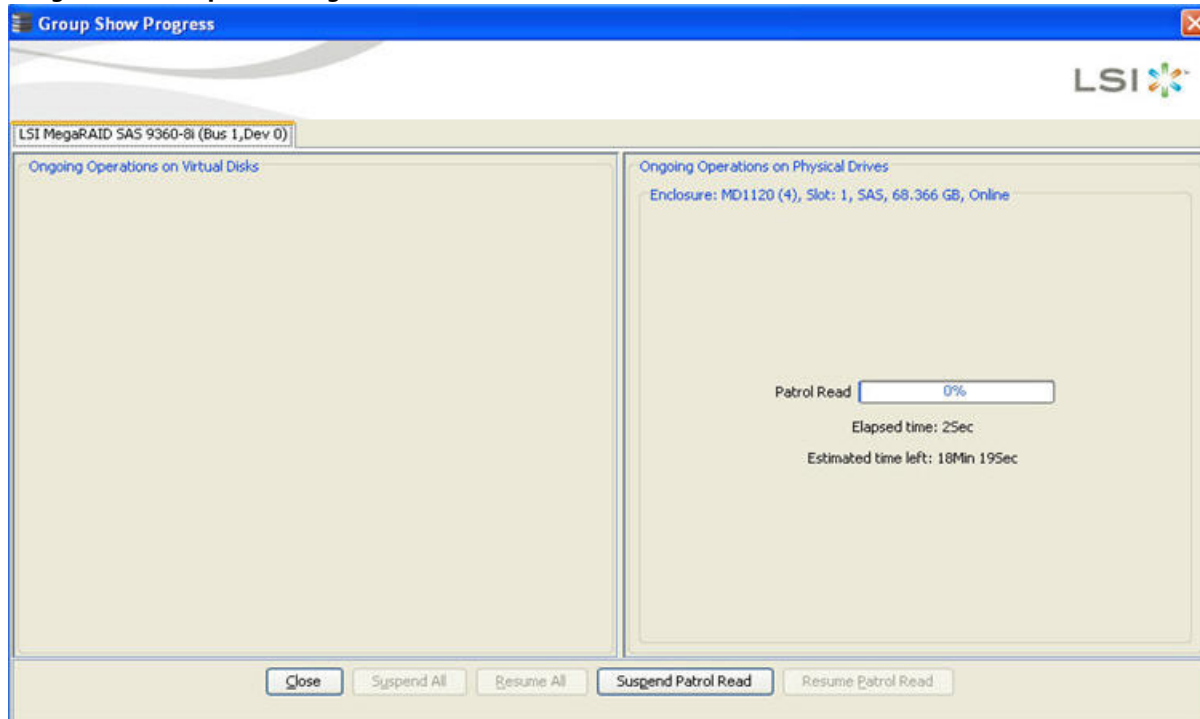 Group Show Progress
LSI
LSI MegaRAID SAS 9360-8i (Bus 1,Dev 0)
Ongoing Operations on Virtual Disks
Ongoing Operations on Physical Drives
Enclosure: MD1120 (4), Slot: 1, SAS, 68.366 GB, Online
Patrol Read 0%
Elapsed time: 2Sec
Estimated time left: 18Min 19Sec
Close Suspend All Resume All Suspend Patrol Read Resume Patrol Read